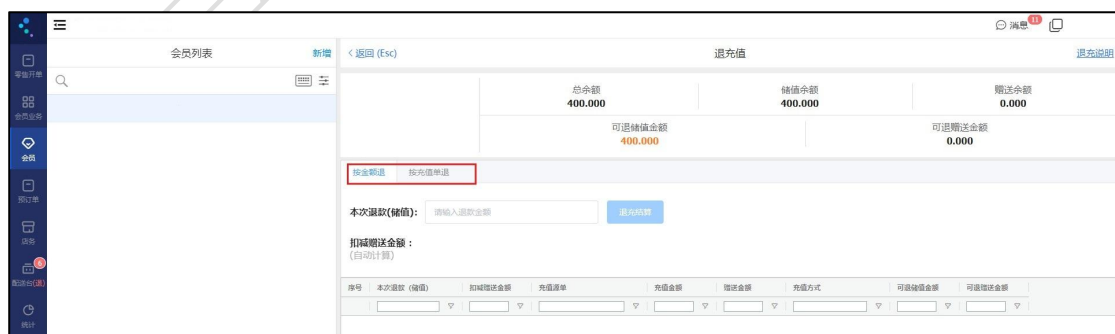 消息 11
会员列表 新增 <返回 (Esc) 退充值 退充说明
零售开单
会员业务
会员
预订单
店务
配送台(退) 6
统计
总余额 储值余额 赠送余额
400.000 400.000 0.000
可退储值金额 可退赠送金额
400.000 0.000
按金额退 按充值单退
本次退款(储值): 请输入退款金额 退充结算
扣减赠送金额：
(自动计算)
序号 本次退款（储值） 扣减赠送金额 充值源单 充值金额 赠送金额 充值方式 可退储值金额 可退赠送金额